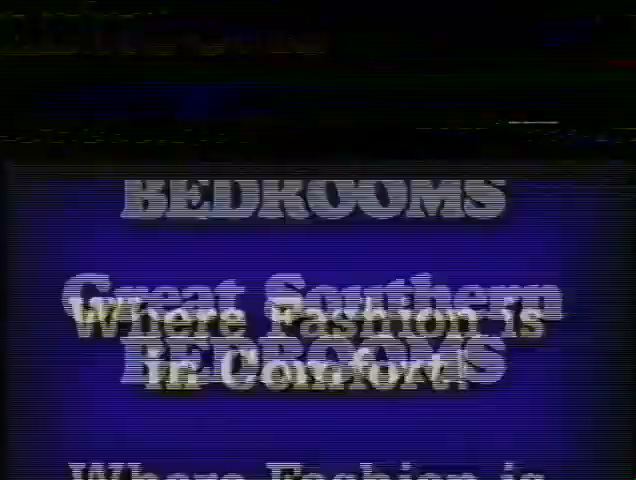 BEDROOMS
Great Southern
Where Fashion is
BEDROOMS
in Comfort!
Where Fashion is